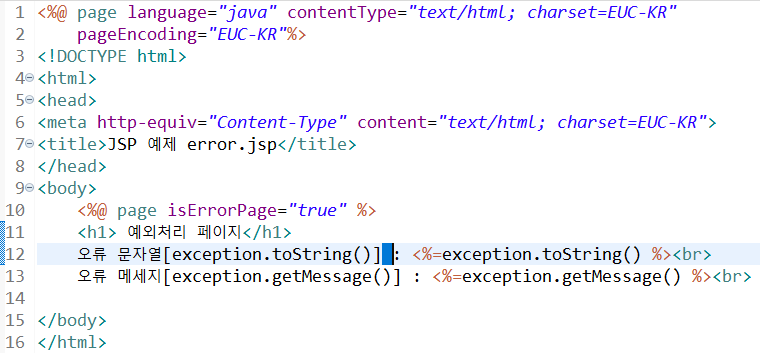 1 <%@ page language="java" contentType="text/html; charset=EUC-KR"
2 pageEncoding="EUC-KR"%>
3 <!DOCTYPE html>
4 <html>
5 <head>
6 <meta http-equiv="Content-Type" content="text/html; charset=EUC-KR">
7 <title>JSP 예제 error.jsp</title>
8 </head>
9 <body>
10 <%@ page isErrorPage="true" %>
11 <h1> 예외처리 페이지</h1>
12 오류 문자열[exception.toString()] : <%=exception.toString() %><br>
13 오류 메세지[exception.getMessage()] : <%=exception.getMessage() %><br>
14
15 </body>
16 </html>